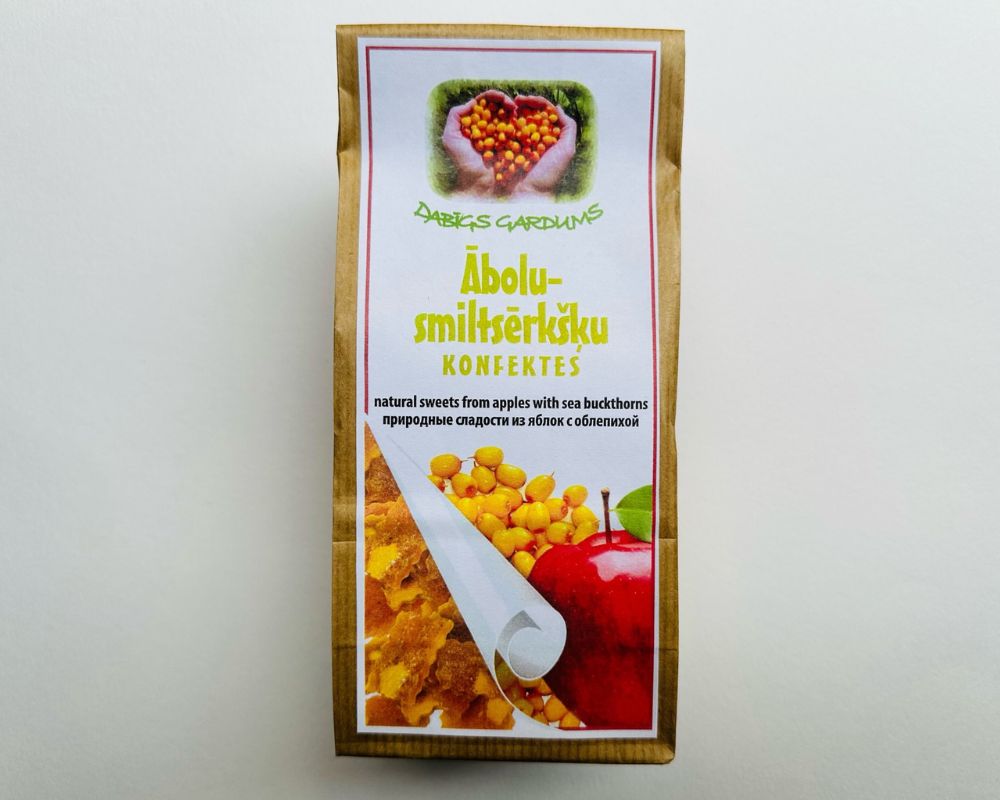 DABĪGS GARDUMS
Ābolu-
smiltsērkšķu
KONFEKTES
natural sweets from apples with sea buckthorns
природные сладости из яблок с облепихой